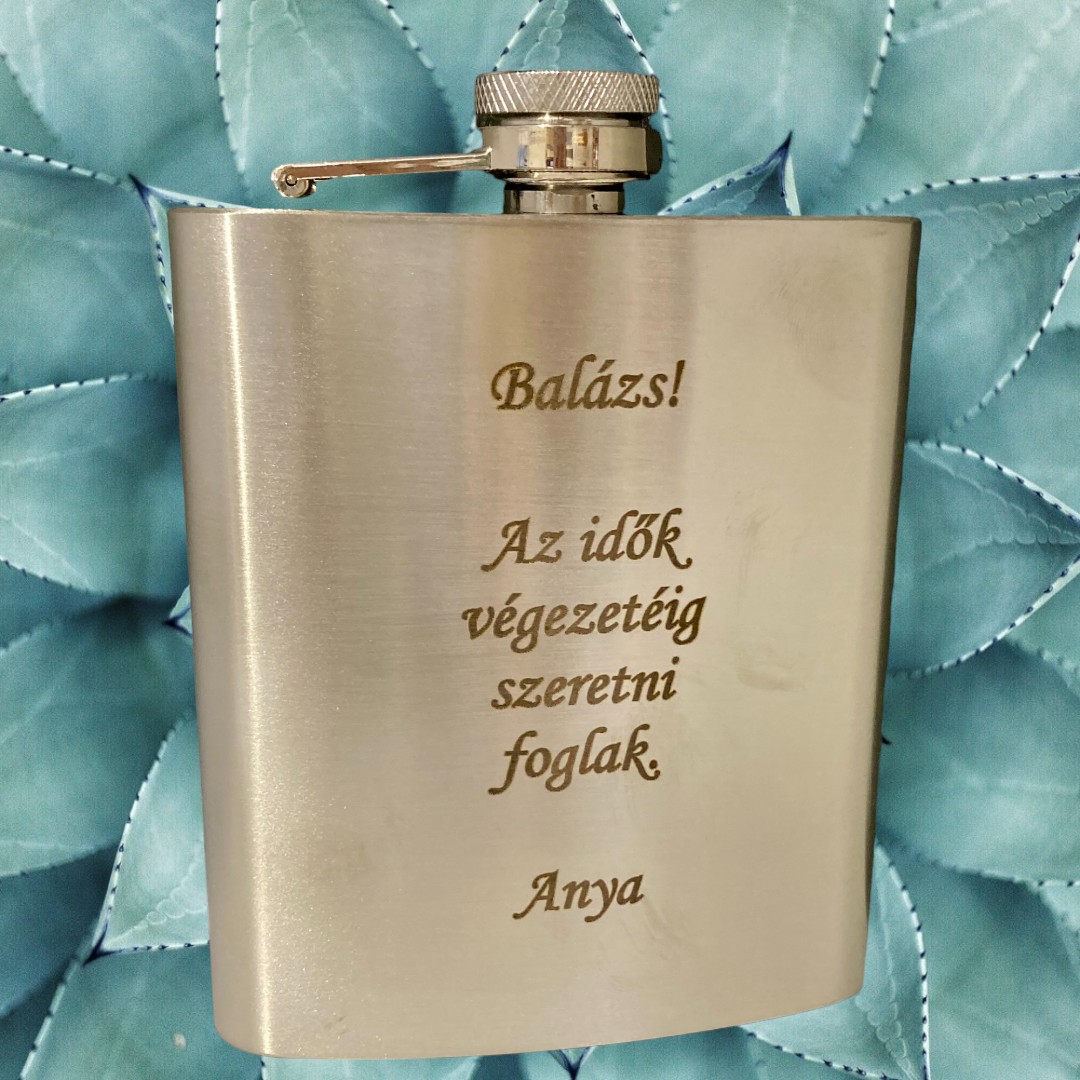 Balázs!
Az idők
végezetéig
szeretni
foglak.
Anya